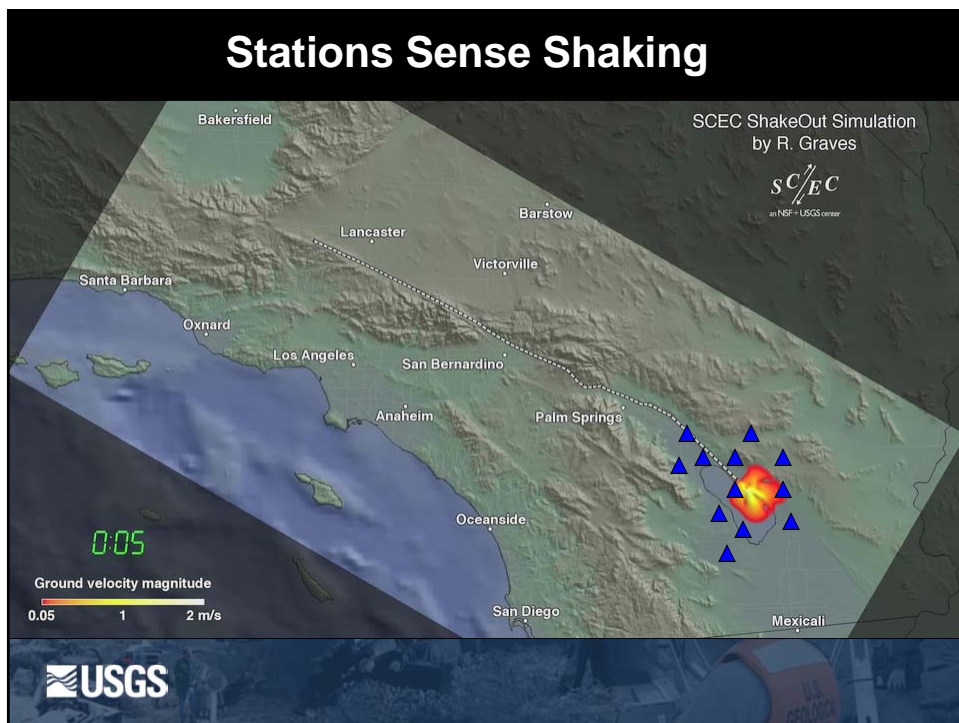 Stations Sense Shaking
Bakersfield
SCEC ShakeOut Simulation
by R. Graves
SC/EC
an NSF+USGS center
Barstow
Lancaster
Victorville
Santa Barbara
Oxnard
Los Angeles
San Bernardino
Anaheim
Palm Springs
Oceanside
0:05
Ground velocity magnitude
0.05 1 2 m/s
San Diego
Mexicali
USGS
U.S.